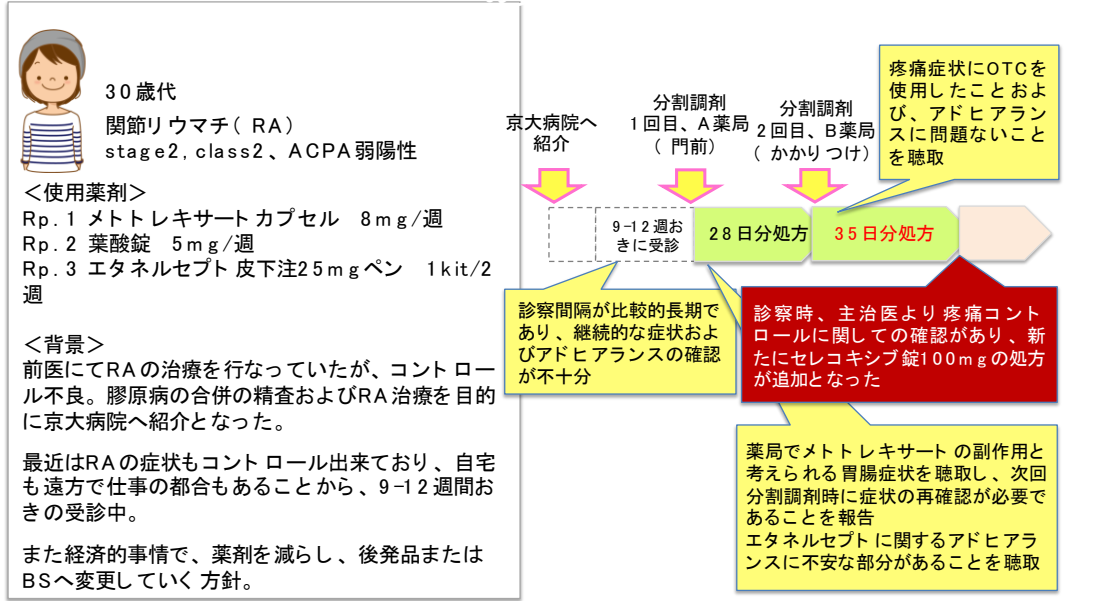 30歳代
関節リウマチ(RA)
stage2,class2、ACPA弱陽性
<使用薬剤>
Rp.1 メトトレキサートカプセル 8mg/週
Rp.2 葉酸錠 5mg/週
Rp.3 エタネルセプト皮下注25mgペン 1kit/2
週
<背景>
前医にてRAの治療を行なっていたが、コントロー
ル不良。膠原病の合併の精査およびRA治療を目的
に京大病院へ紹介となった。
最近はRAの症状もコントロール出来ており、自宅
も遠方で仕事の都合もあることから、9-12週間お
きの受診中。
また経済的事情で、薬剤を減らし、後発品または
BSへ変更していく方針。
京大病院へ
紹介
分割調剤
1回目、A薬局
(門前)
分割調剤
2回目、B薬局
(かかりつけ)
疼痛症状にOTCを
使用したことおよ
び、アドヒアラン
スに問題ないこと
を聴取
9-12週お
きに受診
28日分処方
35日分処方
診察間隔が比較的長期で
あり、継続的な症状およ
びアドヒアランスの確認
が不十分
診察時、主治医より疼痛コント
ロールに関しての確認があり、新
たにセレコキシブ錠100mgの処方
が追加となった
薬局でメトトレキサートの副作用と
考えられる胃腸症状を聴取し、次回
分割調剤時に症状の再確認が必要で
あることを報告
エタネルセプトに関するアドヒアラ
ンスに不安な部分があることを聴取